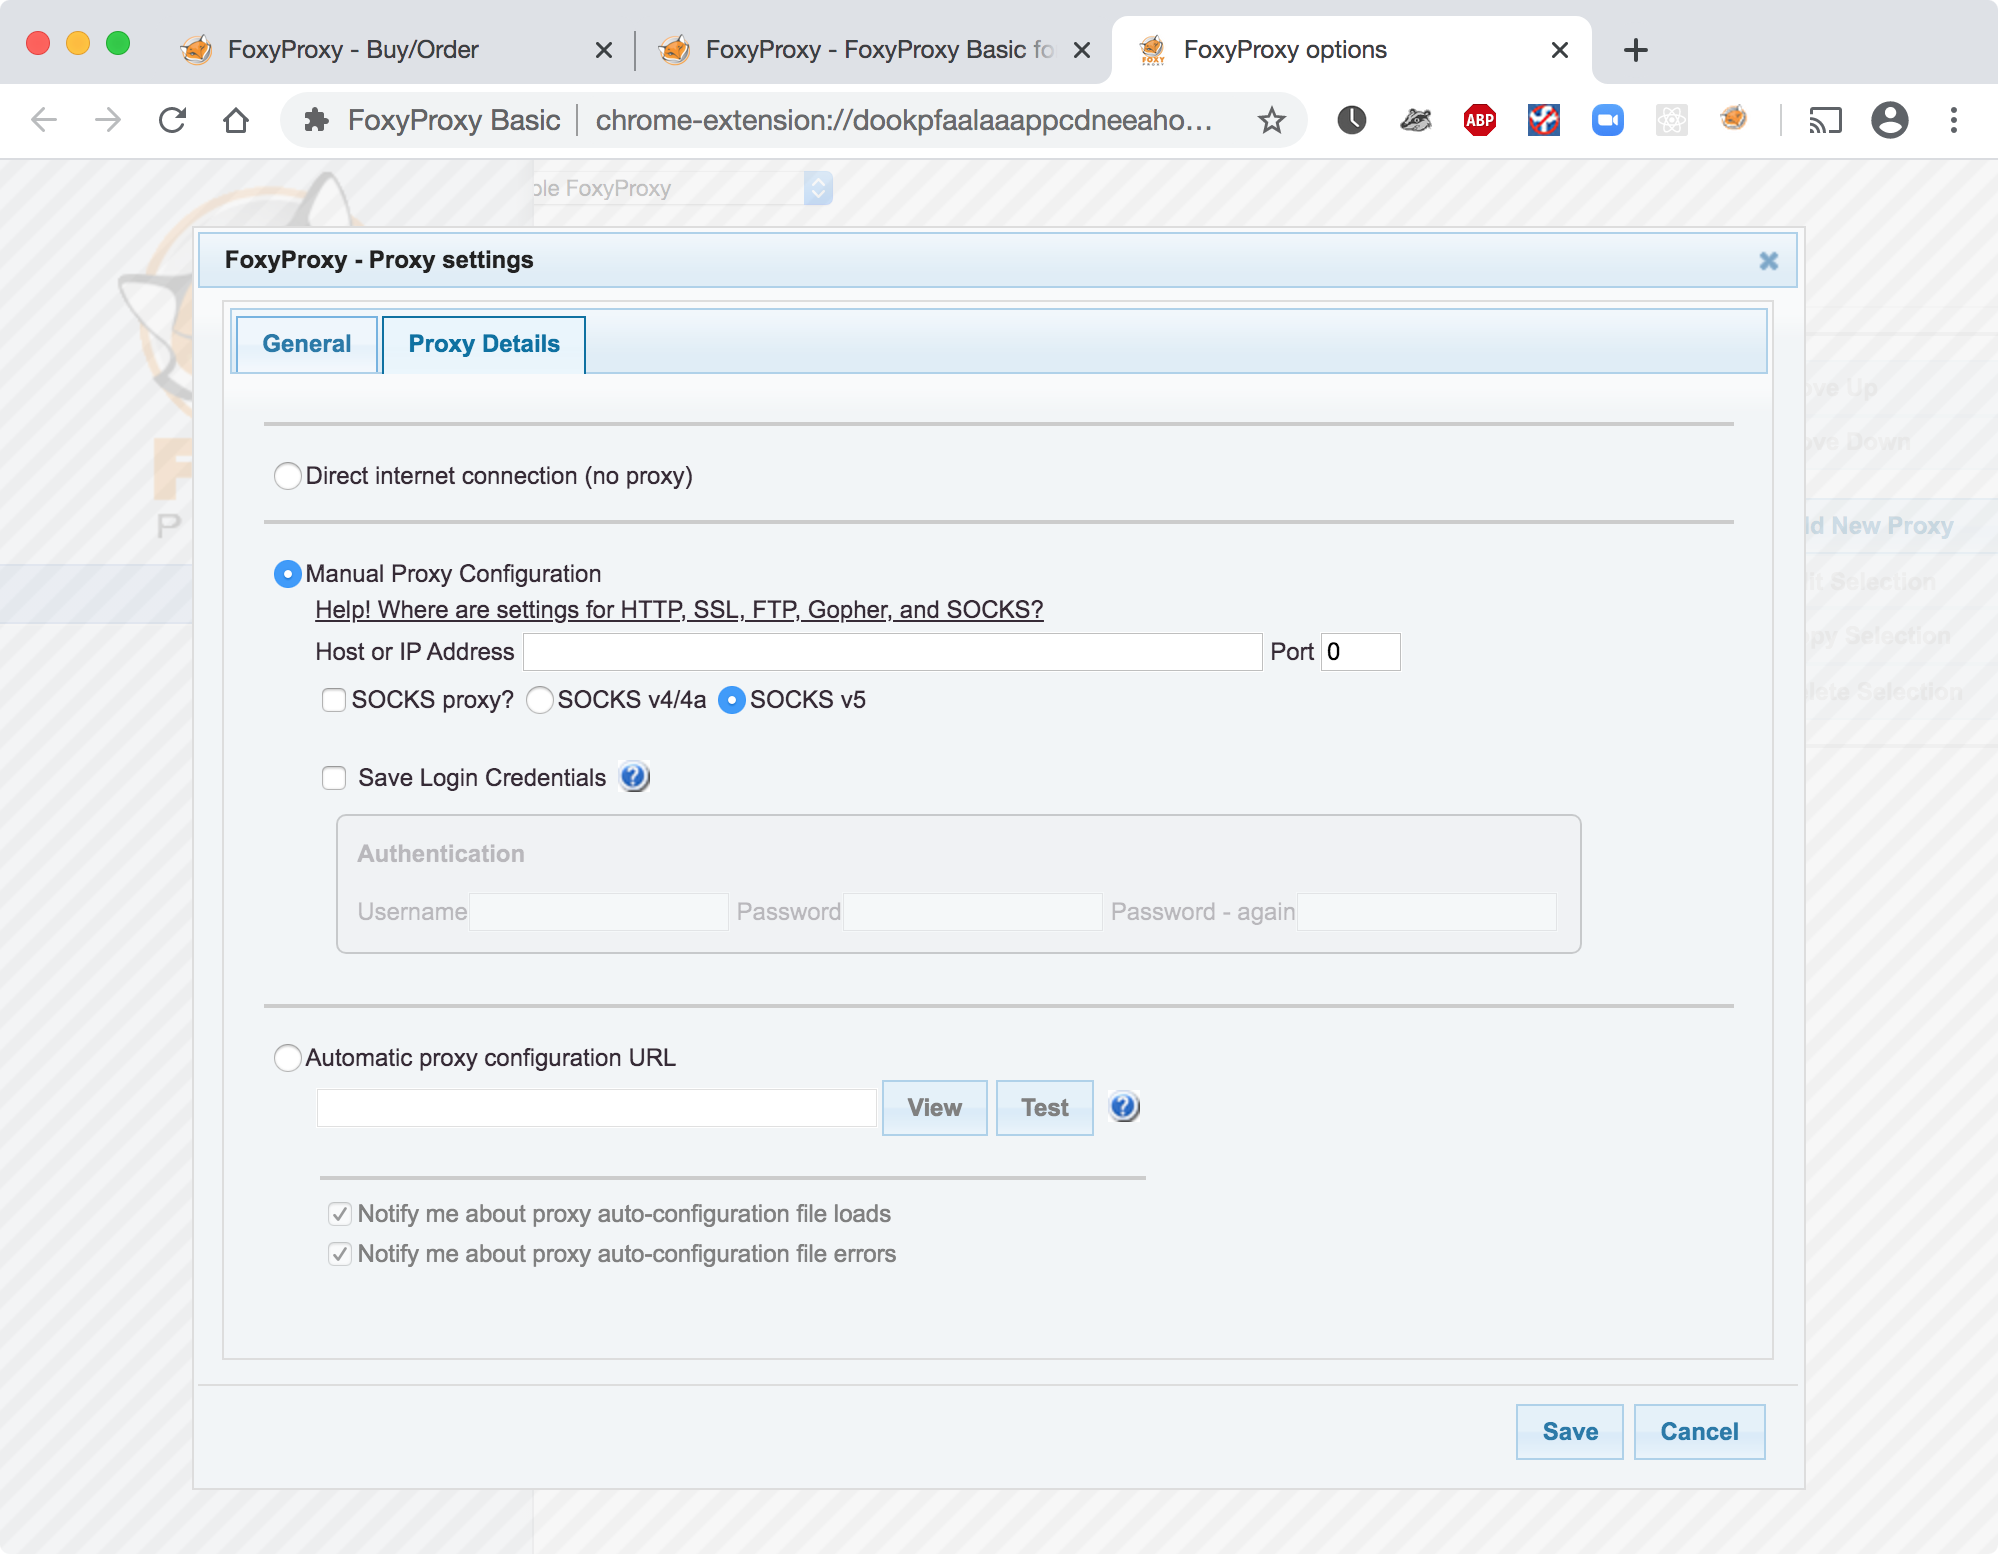 FoxyProxy - Buy/Order
FoxyProxy - FoxyProxy Basic fo
FoxyProxy options
FoxyProxy Basic
chrome-extension://dookpfaalaaappcdneeaho...
ABP
ble FoxyProxy
FoxyProxy - Proxy settings
General
Proxy Details
Direct internet connection (no proxy)
Manual Proxy Configuration
Help! Where are settings for HTTP, SSL, FTP, Gopher, and SOCKS?
Host or IP Address
Port 0
SOCKS proxy? SOCKS v4/4a SOCKS v5
Save Login Credentials
Authentication
Username Password Password - again
Automatic proxy configuration URL
View Test
Notify me about proxy auto-configuration file loads
Notify me about proxy auto-configuration file errors
Save Cancel
F
P
ove Up
ove Down
dd New Proxy
dit Selection
opy Selection
elete Selection